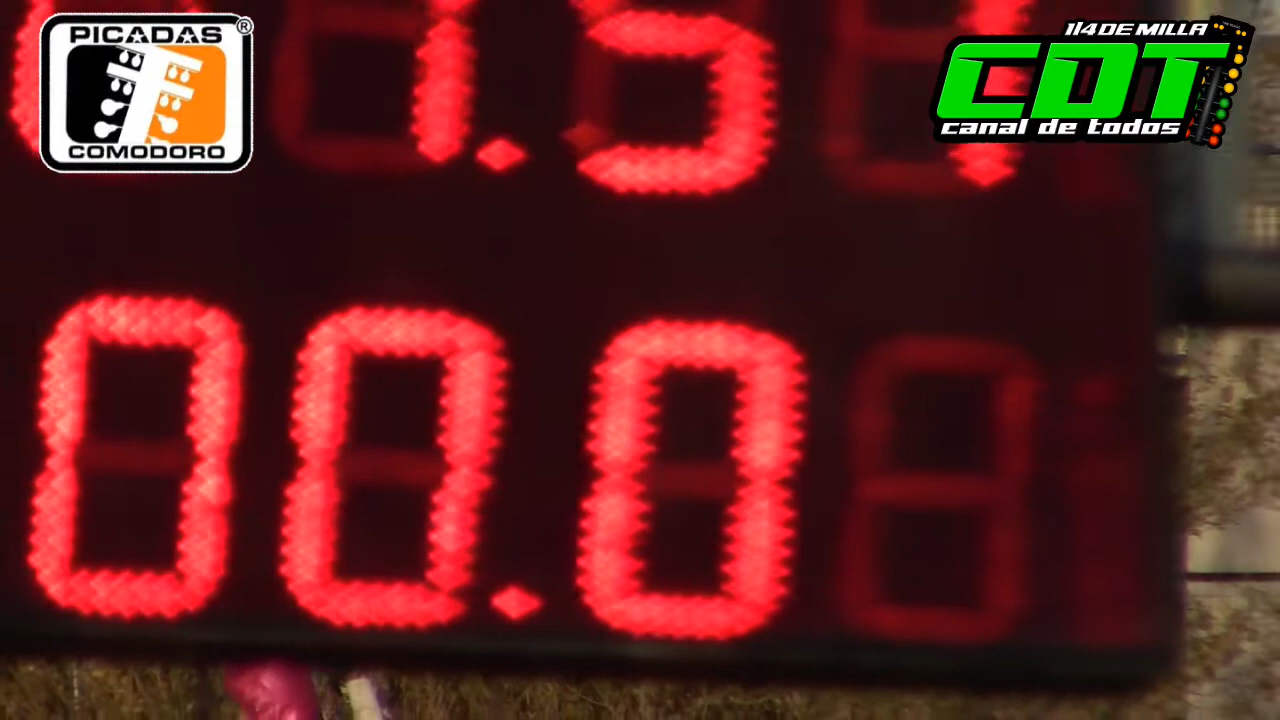 PICADAS
®
COMODORO
1|4 DE MILLA
CDT
canal de todos
00.0